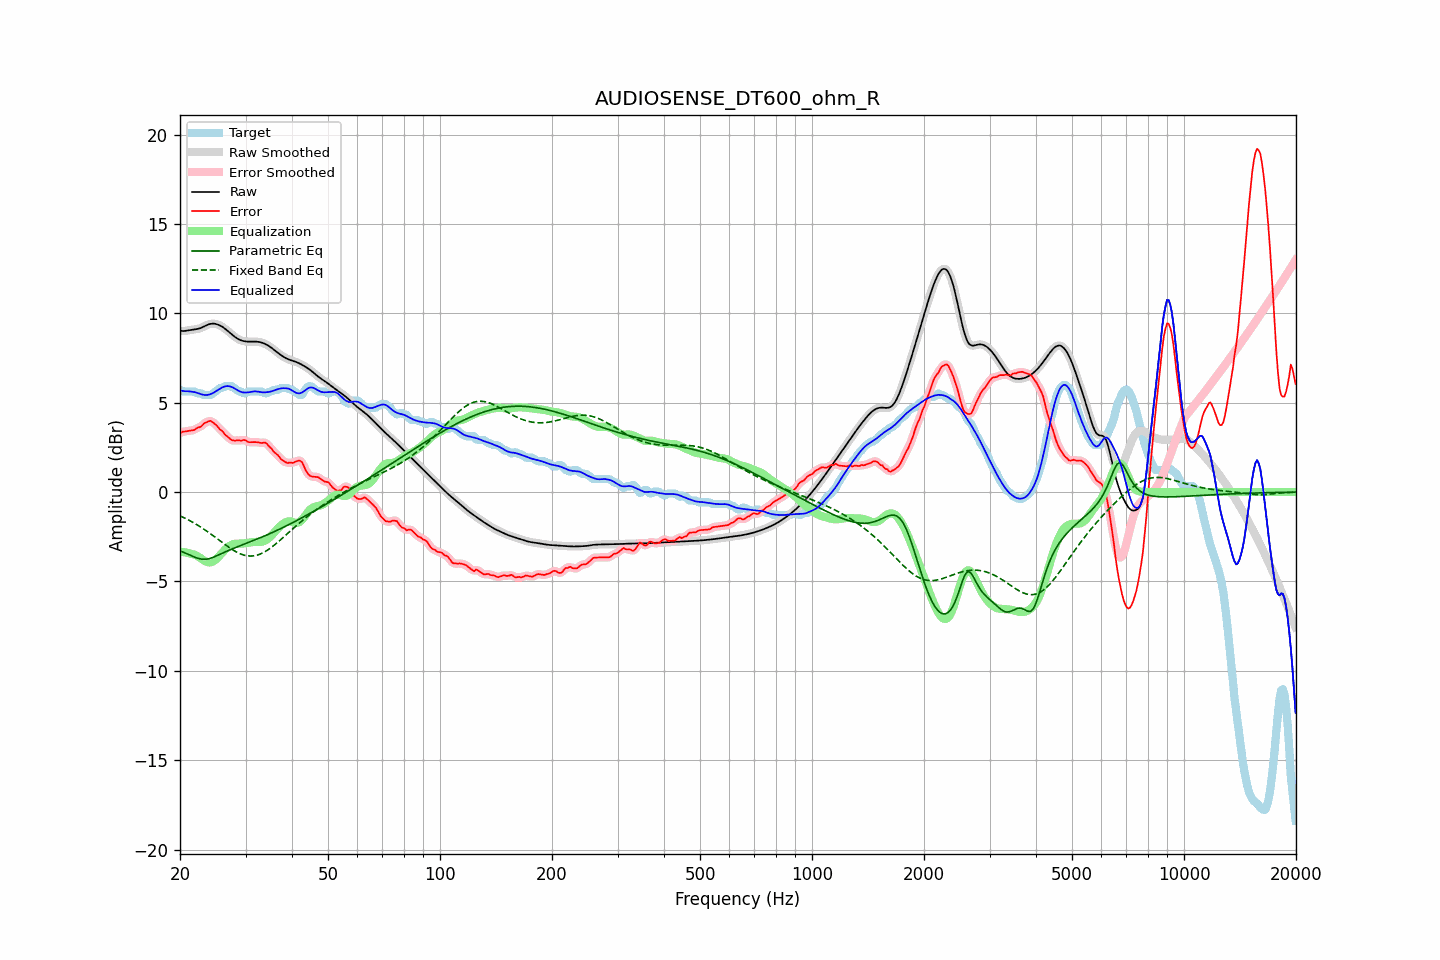 AUDIOSENSE_DT600_ohm_R
Target
Raw Smoothed
Error Smoothed
Raw
Error
Equalization
Parametric Eq
Fixed Band Eq
Equalized
Amplitude (dBr)
20
15
10
5
0
−5
−10
−15
−20
20 50 100 200 500 1000 2000 5000 10000 20000
Frequency (Hz)